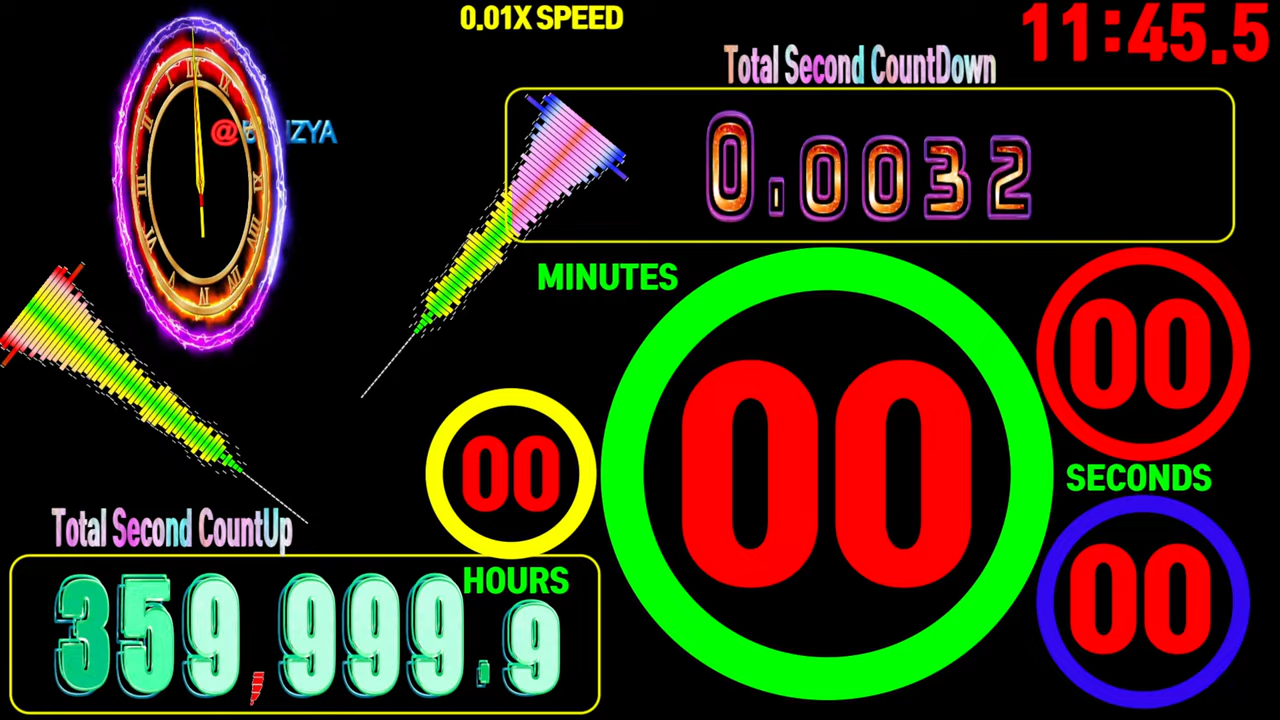 0.01X SPEED
11:45.5
Total Second CountDown
0.0032
MINUTES
00
00
00
SECONDS
00
HOURS
Total Second CountUp
359,999.9